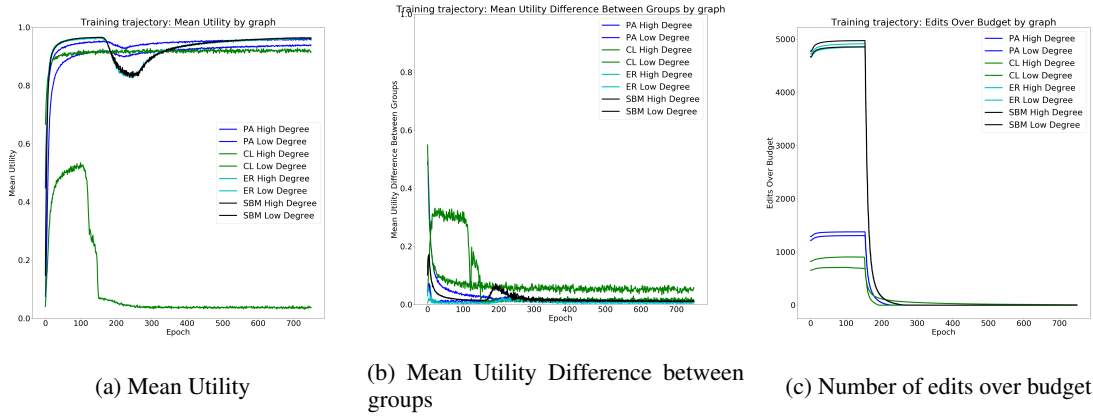 Training trajectory: Mean Utility by graph
Mean Utility
1.0
0.8
0.6
0.4
0.2
0.0
0 100 200 300 400 500 600 700
Epoch
PA High Degree
PA Low Degree
CL High Degree
CL Low Degree
ER High Degree
ER Low Degree
SBM High Degree
SBM Low Degree
(a) Mean Utility
Training trajectory: Mean Utility Difference Between Groups by graph
Mean Utility Difference Between Groups
1.0
0.8
0.6
0.4
0.2
0.0
0 100 200 300 400 500 600 700
Epoch
PA High Degree
PA Low Degree
CL High Degree
CL Low Degree
ER High Degree
ER Low Degree
SBM High Degree
SBM Low Degree
(b) Mean Utility Difference between
groups
Training trajectory: Edits Over Budget by graph
Edits Over Budget
5000
4000
3000
2000
1000
0
0 100 200 300 400 500 600 700
Epoch
PA High Degree
PA Low Degree
CL High Degree
CL Low Degree
ER High Degree
ER Low Degree
SBM High Degree
SBM Low Degree
(c) Number of edits over budget